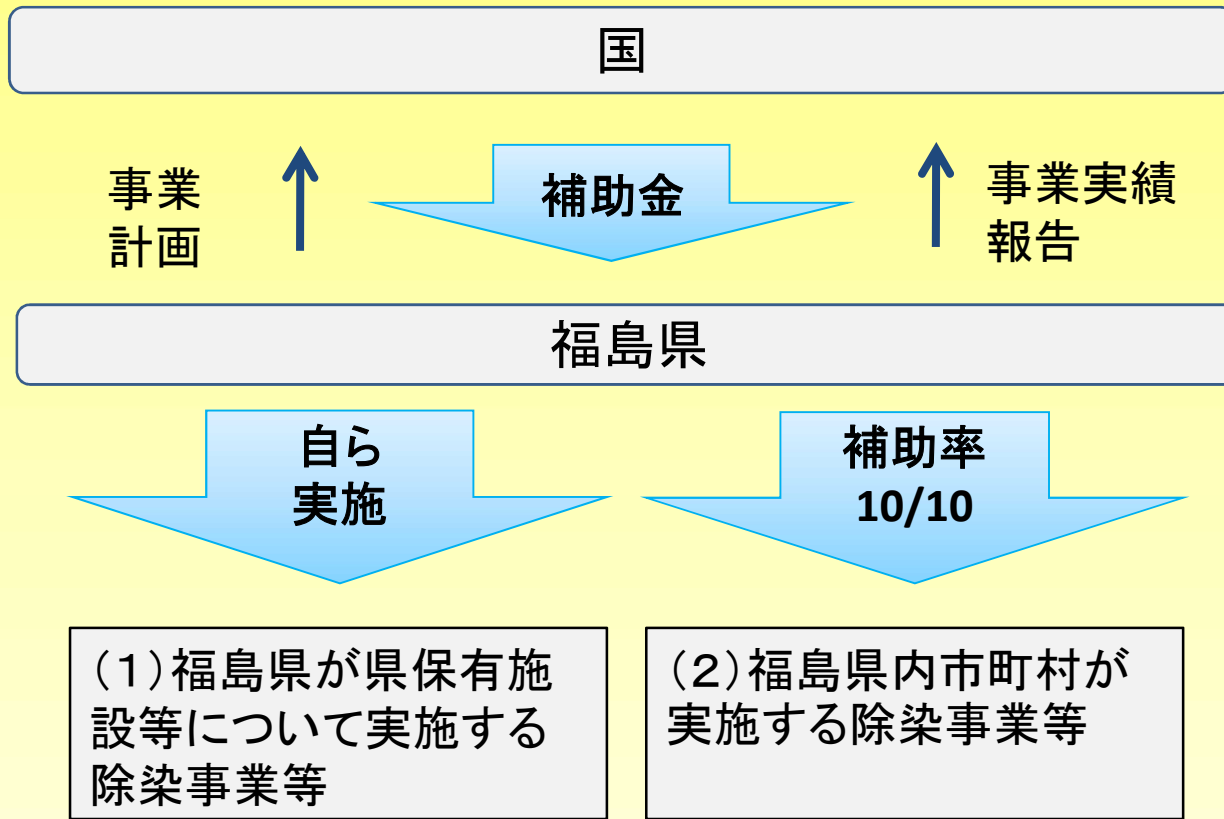 国
事業
計画
補助金
事業実績
報告
福島県
自ら
実施
補助率
10/10
(1)福島県が県保有施
設等について実施する
除染事業等
(2)福島県内市町村が
実施する除染事業等